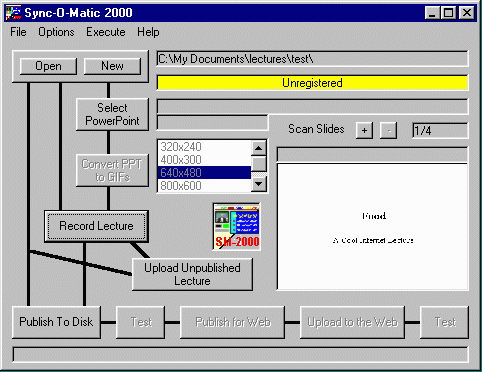 Sync-O-Matic 2000
File Options Execute Help
Open New
C:\My Documents\lectures\test\
Unregistered
Select
PowerPoint
Scan Slides + - 1/4
Convert PPT
to GIFs
320x240
400x300
640x480
800x600
Record Lecture
SM-2000
A Cool Internet Lecture
Upload Unpublished
Lecture
Publish To Disk
Test
Publish for Web
Upload to the Web
Test